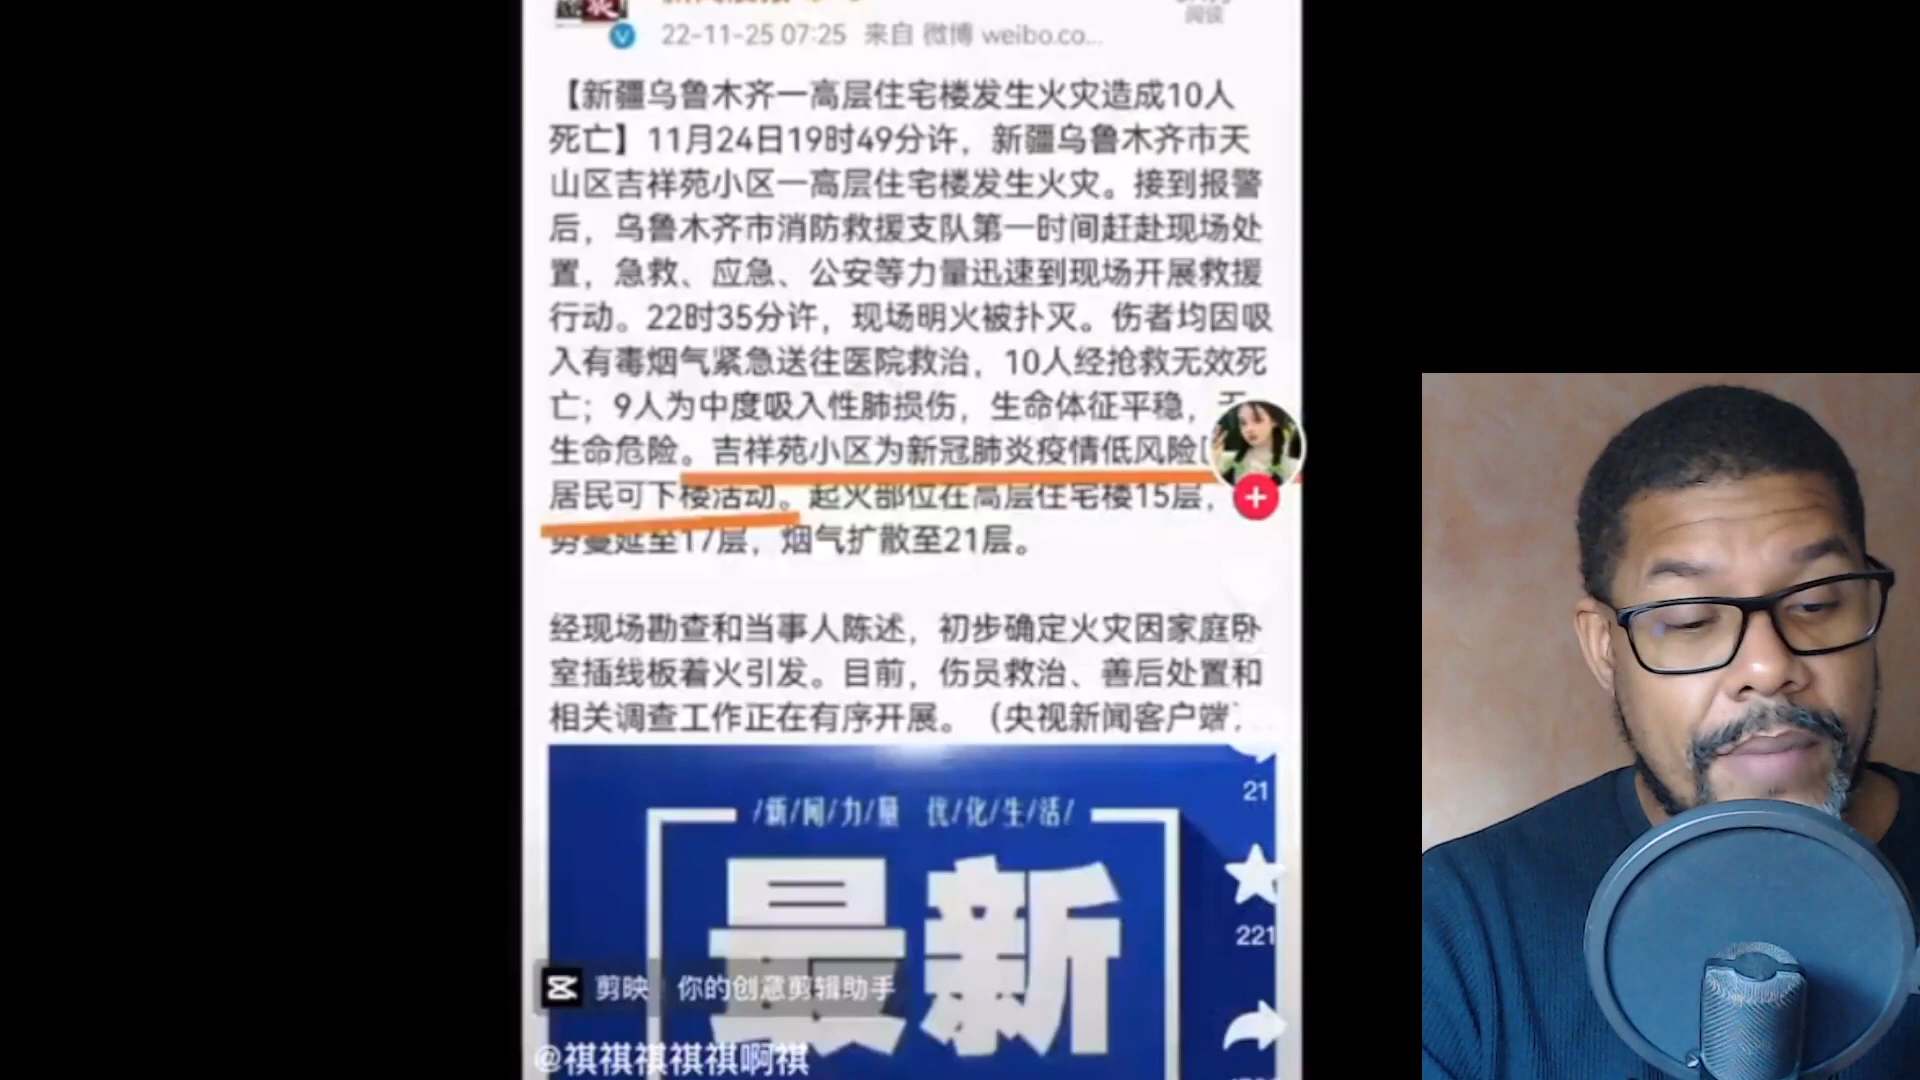 22-11-25 07:25 来自 微博 weibo.co...
阅读
【新疆乌鲁木齐一高层住宅楼发生火灾造成10人
死亡】11月24日19时49分许，新疆乌鲁木齐市天
山区吉祥苑小区一高层住宅楼发生火灾。接到报警
后，乌鲁木齐市消防救援支队第一时间赶赴现场处
置，急救、应急、公安等力量迅速到现场开展救援
行动。22时35分许，现场明火被扑灭。伤者均因吸
入有毒烟气紧急送往医院救治，10人经抢救无效死
亡；9人为中度吸入性肺损伤，生命体征平稳，
生命危险。吉祥苑小区为新冠肺炎疫情低风险
居民可下楼活动。起火部位在高层住宅楼15层，
势蔓延至17层，烟气扩散至21层。
经现场勘查和当事人陈述，初步确定火灾因家庭卧
室插线板着火引发。目前，伤员救治、善后处置和
相关调查工作正在有序开展。（央视新闻客户端）
/新/闻/力/量 优/化/生/活/
最新
21
221
剪映 你的创意剪辑助手
@祺祺祺祺祺啊祺